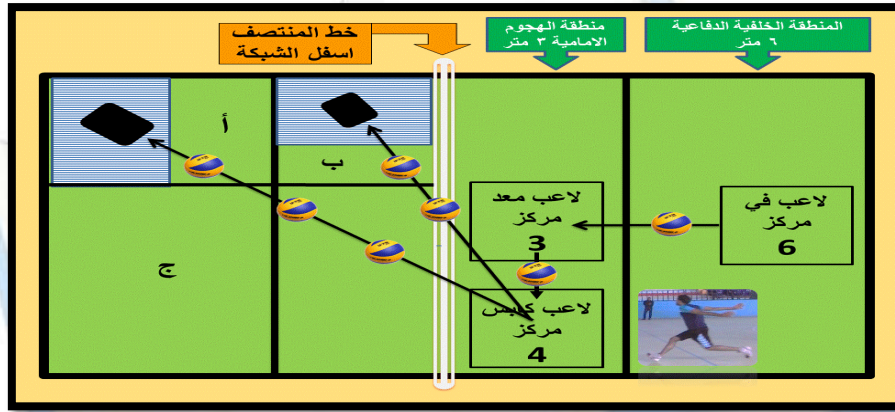 المنطقة الخلفية الدفاعية
٦ متر
منطقة الهجوم
الامامية ٣ متر
خط المنتصف
اسفل الشبكة
أ
ب
ج
لاعب معد
مركز
3
لاعب في
مركز
6
لاعب كابس
مركز
4